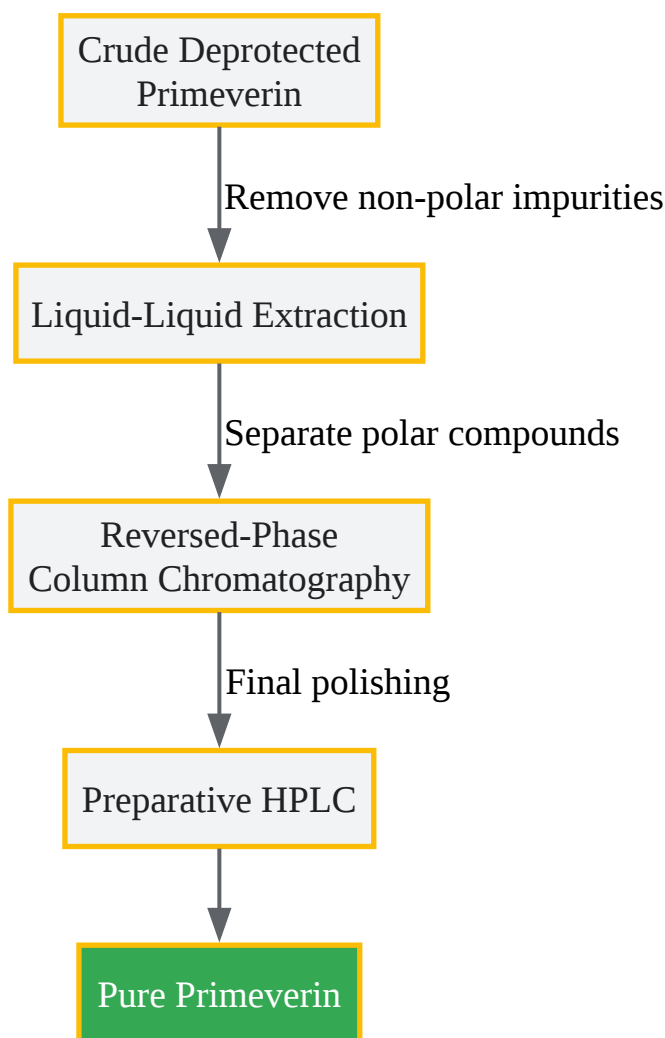 Crude Deprotected
Primeverin
Remove non-polar impurities
Liquid-Liquid Extraction
Separate polar compounds
Reversed-Phase
Column Chromatography
Final polishing
Preparative HPLC
Pure Primeverin